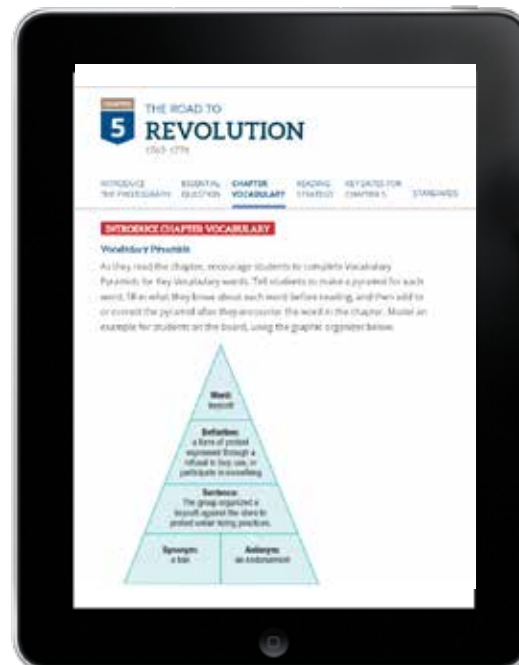 CHAPTER
5
THE ROAD TO
REVOLUTION
1763–1776
INTRODUCE ESSENTIAL CHAPTER READING KEY DATES FOR
THE PHOTOGRAPH QUESTION VOCABULARY STRATEGY CHAPTER 5 STANDARDS
INTRODUCE CHAPTER VOCABULARY
Vocabulary Pyramids
As they read the chapter, encourage students to complete Vocabulary
Pyramids for Key Vocabulary words. Tell students to make a pyramid for each
word, fill in what they know about each word before reading, and then add to
or correct the pyramid after they encounter the word in the chapter. Model an
example for students on the board, using the graphic organizer below.
Word:
boycott
Definition:
a form of protest
expressed through a
refusal to buy, use, or
participate in something
Sentence:
The group organized a
boycott against the store to
protest unfair hiring practices.
Synonym:
a ban
Antonym:
an endorsement